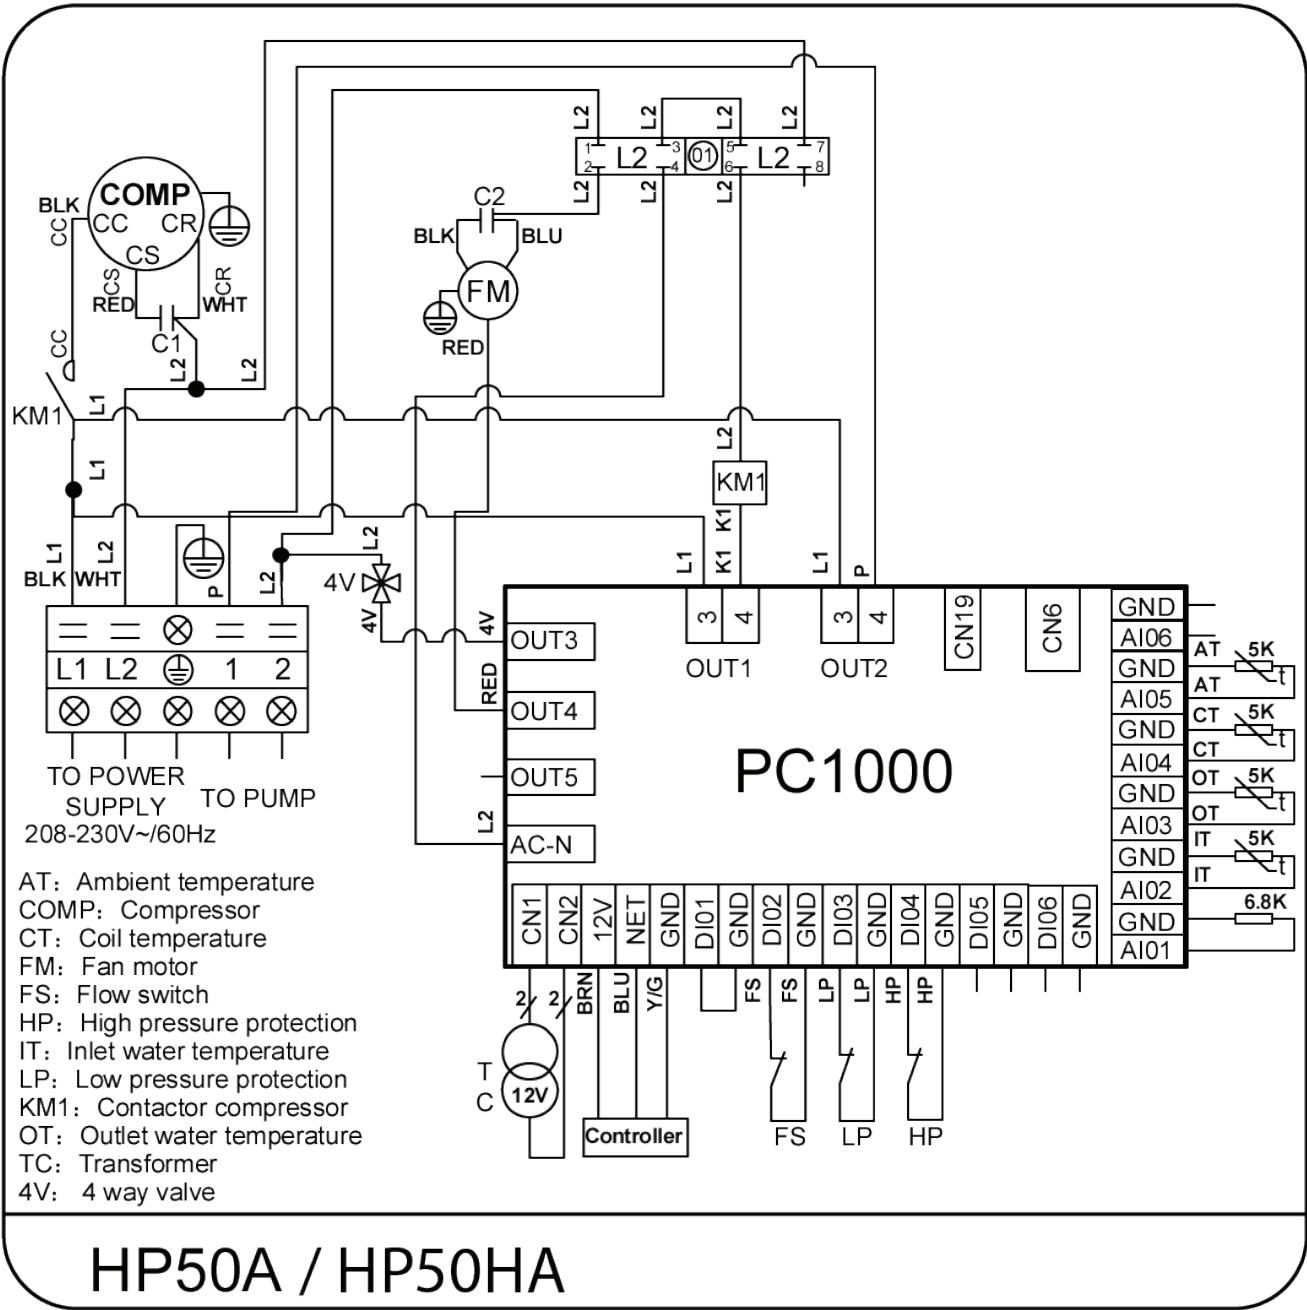 L2 L2 L2 L2
1 3 5 7
L2 01 L2
2 4 6 8
L2 L2 L2
COMP
CC CR
CS
BLK
CC
CS
CR
RED WHT
C1
CC
L2
L2
C2
BLK BLU
FM
RED
KM1
L1
L1
L2
KM1
K1
K1
L1
L1
P
L1
L2
BLK WHT
P
L2
L2
4V
4V
4V
RED
L2
L1 L2 1 2
TO POWER
SUPPLY
208-230V~/60Hz
TO PUMP
OUT3
OUT4
OUT5
AC-N
3 4
OUT1
3 4
OUT2
CN19
CN6
PC1000
GND
AI06
GND
AI05
GND
AI04
GND
AI03
GND
AI02
GND
AI01
AT 5K
t
AT
CT 5K
t
CT
OT 5K
t
OT
IT 5K
t
IT
6.8K
CN1 CN2 12V NET GND DI01 GND DI02 GND DI03 GND DI04 GND DI05 GND DI06 GND
2 2 BRN BLU Y/G FS FS LP LP HP HP
T
C
12V
Controller
FS LP HP
AT: Ambient temperature
COMP: Compressor
CT: Coil temperature
FM: Fan motor
FS: Flow switch
HP: High pressure protection
IT: Inlet water temperature
LP: Low pressure protection
KM1: Contactor compressor
OT: Outlet water temperature
TC: Transformer
4V: 4 way valve
HP50A / HP50HA